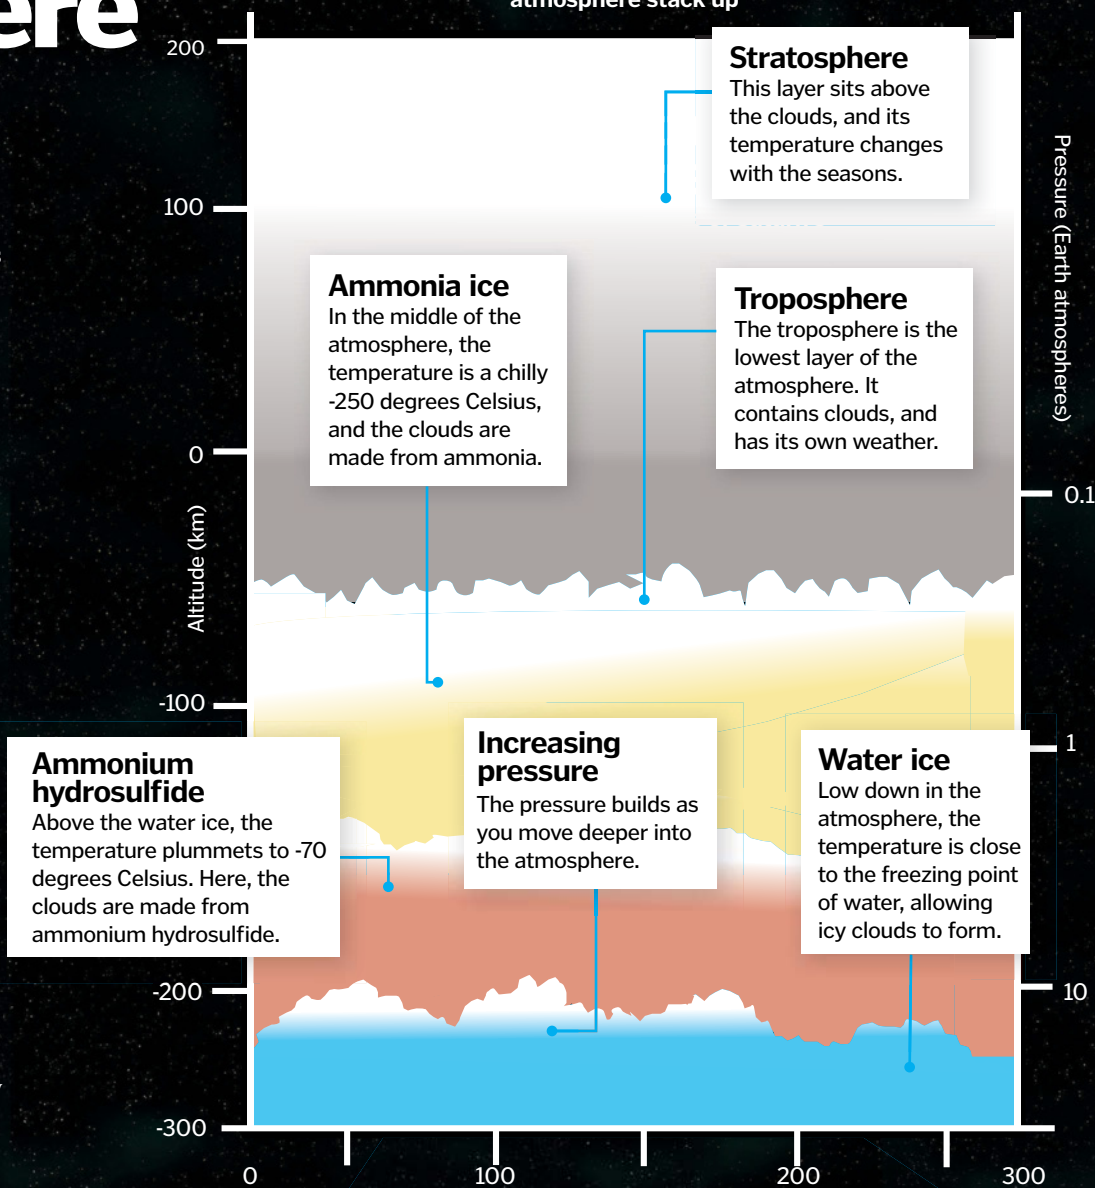 ere
atmosphere stack up
200
100
0
-100
-200
-300
Altitude (km)
Stratosphere
This layer sits above
the clouds, and its
temperature changes
with the seasons.
Ammonia ice
In the middle of the
atmosphere, the
temperature is a chilly
-250 degrees Celsius,
and the clouds are
made from ammonia.
Troposphere
The troposphere is the
lowest layer of the
atmosphere. It
contains clouds, and
has its own weather.
Pressure (Earth atmospheres)
0.1
1
10
Ammonium
hydrosulfide
Above the water ice, the
temperature plummets to -70
degrees Celsius. Here, the
clouds are made from
ammonium hydrosulfide.
Increasing
pressure
The pressure builds as
you move deeper into
the atmosphere.
Water ice
Low down in the
atmosphere, the
temperature is close
to the freezing point
of water, allowing
icy clouds to form.
0
100
200
300